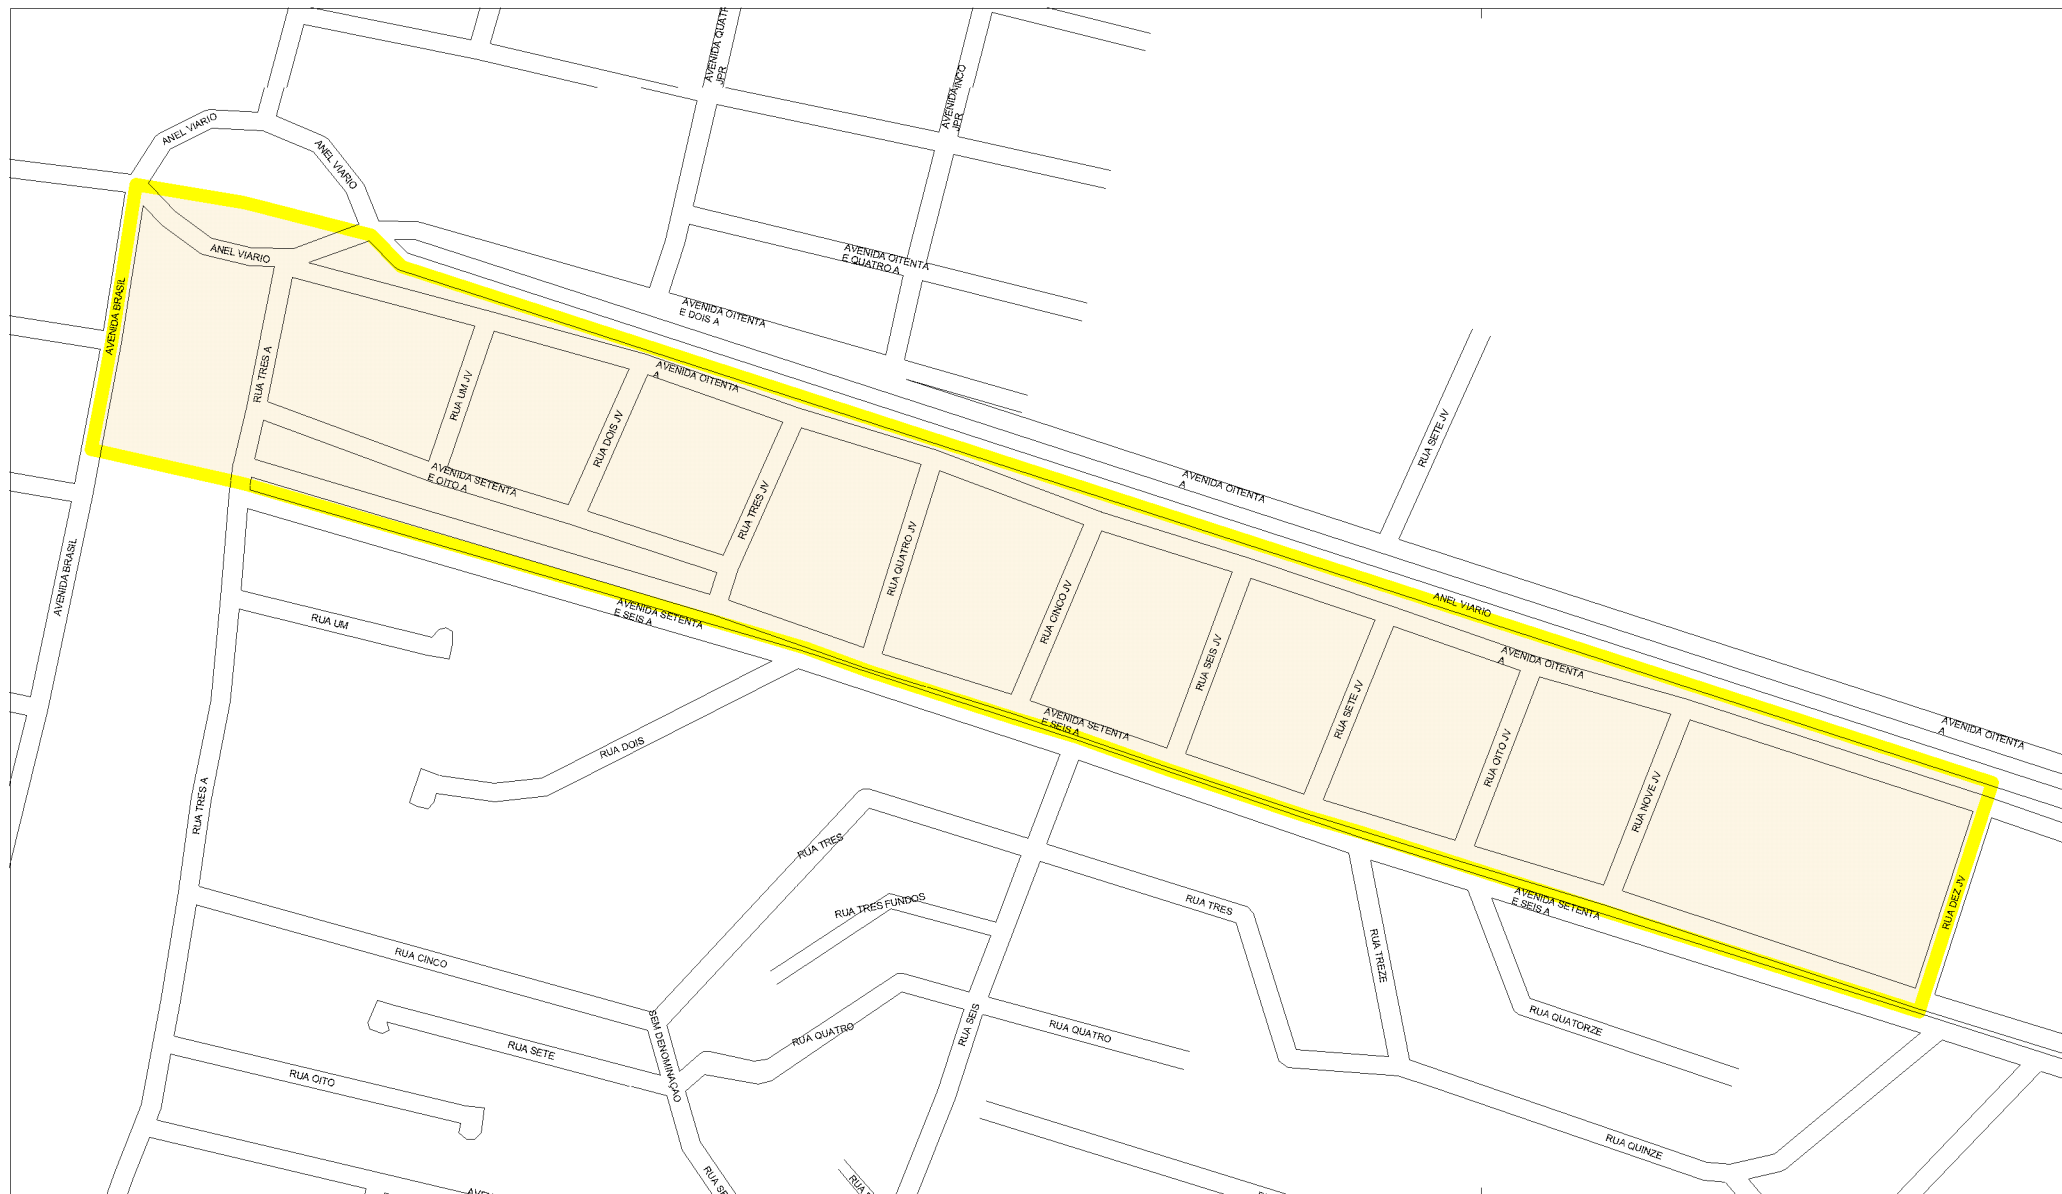 AVENIDA QUATR
JPR
AVENIDA
JPR
ANEL VIARIO
ANEL VIARIO
ANEL VIARIO
AVENIDA OITENTA
E QUATRO A
AVENIDA OITENTA
E DOIS A
AVENIDA BRASIL
RUA TRES A
RUA UM JV
RUA DOIS JV
AVENIDA OITENTA
A
RUA SETE JV
AVENIDA SETENTA
E OITO A
RUA TRES JV
AVENIDA OITENTA
A
RUA QUATRO JV
AVENIDA BRASIL
RUA UM
AVENIDA SETENTA
E SEIS A
RUA CINCO JV
ANEL VIARIO
RUA SEIS JV
AVENIDA OITENTA
A
RUA SETE JV
AVENIDA SETENTA
E SEIS A
RUA DOIS
RUA OITO JV
AVENIDA OITENTA
A
RUA TRES A
RUA NOVE JV
RUA TRES
RUA TRES FUNDOS
RUA TRES
AVENIDA SETENTA
E SEIS A
RUA DEZ JV
RUA CINCO
RUA TREZE
RUA SETE
SEM DENOMINAÇAO
RUA QUATRO
RUA SEIS
RUA QUATRO
RUA QUATORZE
RUA OITO
RUA QUINZE
RUA SE